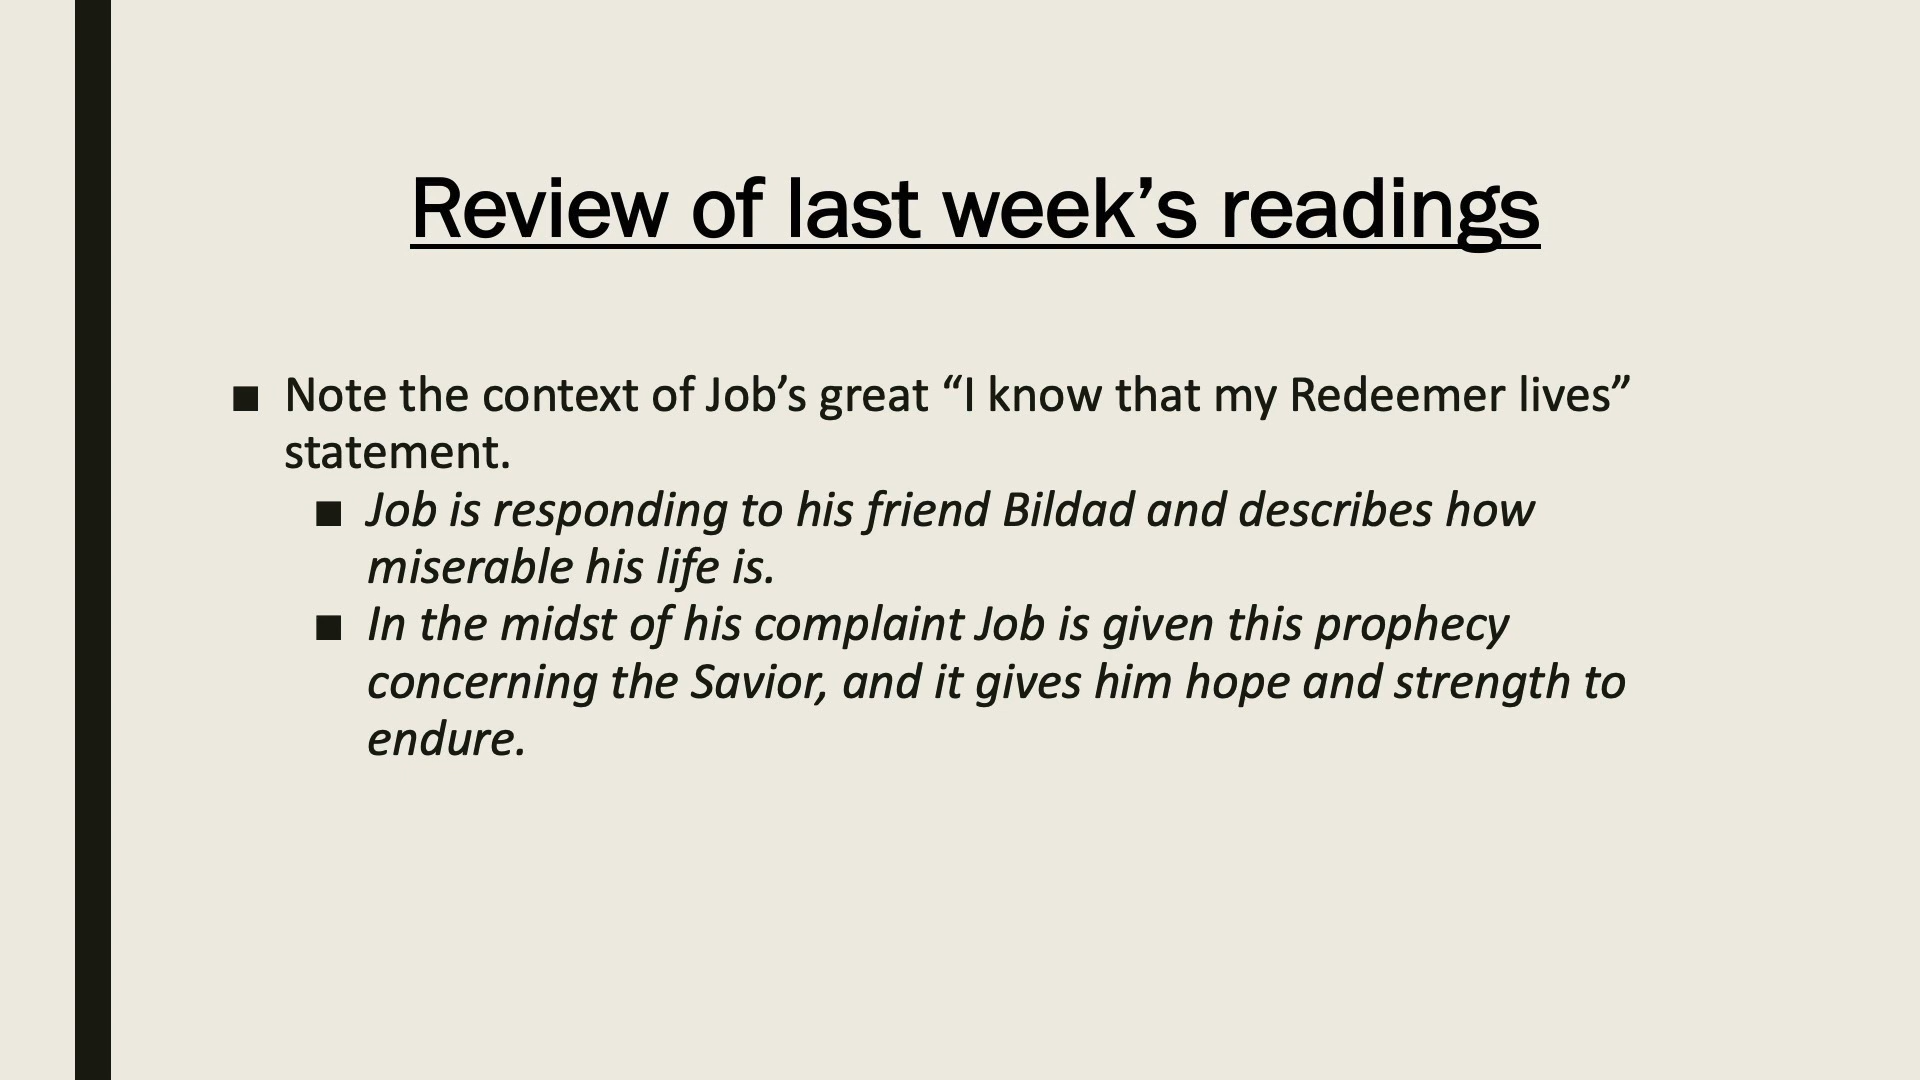 Review of last week’s readings
■ Note the context of Job’s great “I know that my Redeemer lives”
statement.
■ Job is responding to his friend Bildad and describes how
miserable his life is.
■ In the midst of his complaint Job is given this prophecy
concerning the Savior, and it gives him hope and strength to
endure.